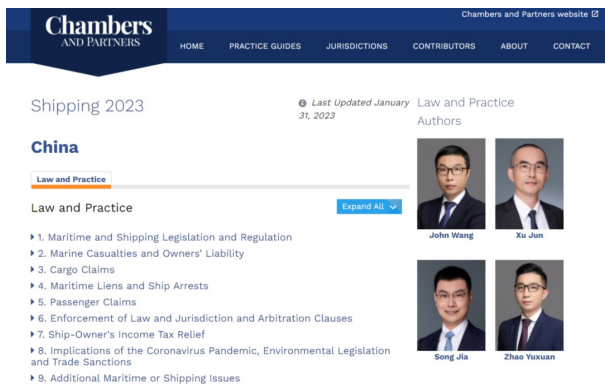 Chambers and Partners website
Chambers
AND PARTNERS
HOME PRACTICE GUIDES JURISDICTIONS CONTRIBUTORS ABOUT CONTACT
Shipping 2023
Last Updated January
31, 2023
Law and Practice
Authors
China
Law and Practice
Law and Practice
Expand All
1. Maritime and Shipping Legislation and Regulation
2. Marine Casualties and Owners' Liability
3. Cargo Claims
4. Maritime Liens and Ship Arrests
5. Passenger Claims
6. Enforcement of Law and Jurisdiction and Arbitration Clauses
7. Ship-Owner's Income Tax Relief
8. Implications of the Coronavirus Pandemic, Environmental Legislation
and Trade Sanctions
9. Additional Maritime or Shipping Issues
John Wang Xu Jun
Song Jia Zhao Yuxuan